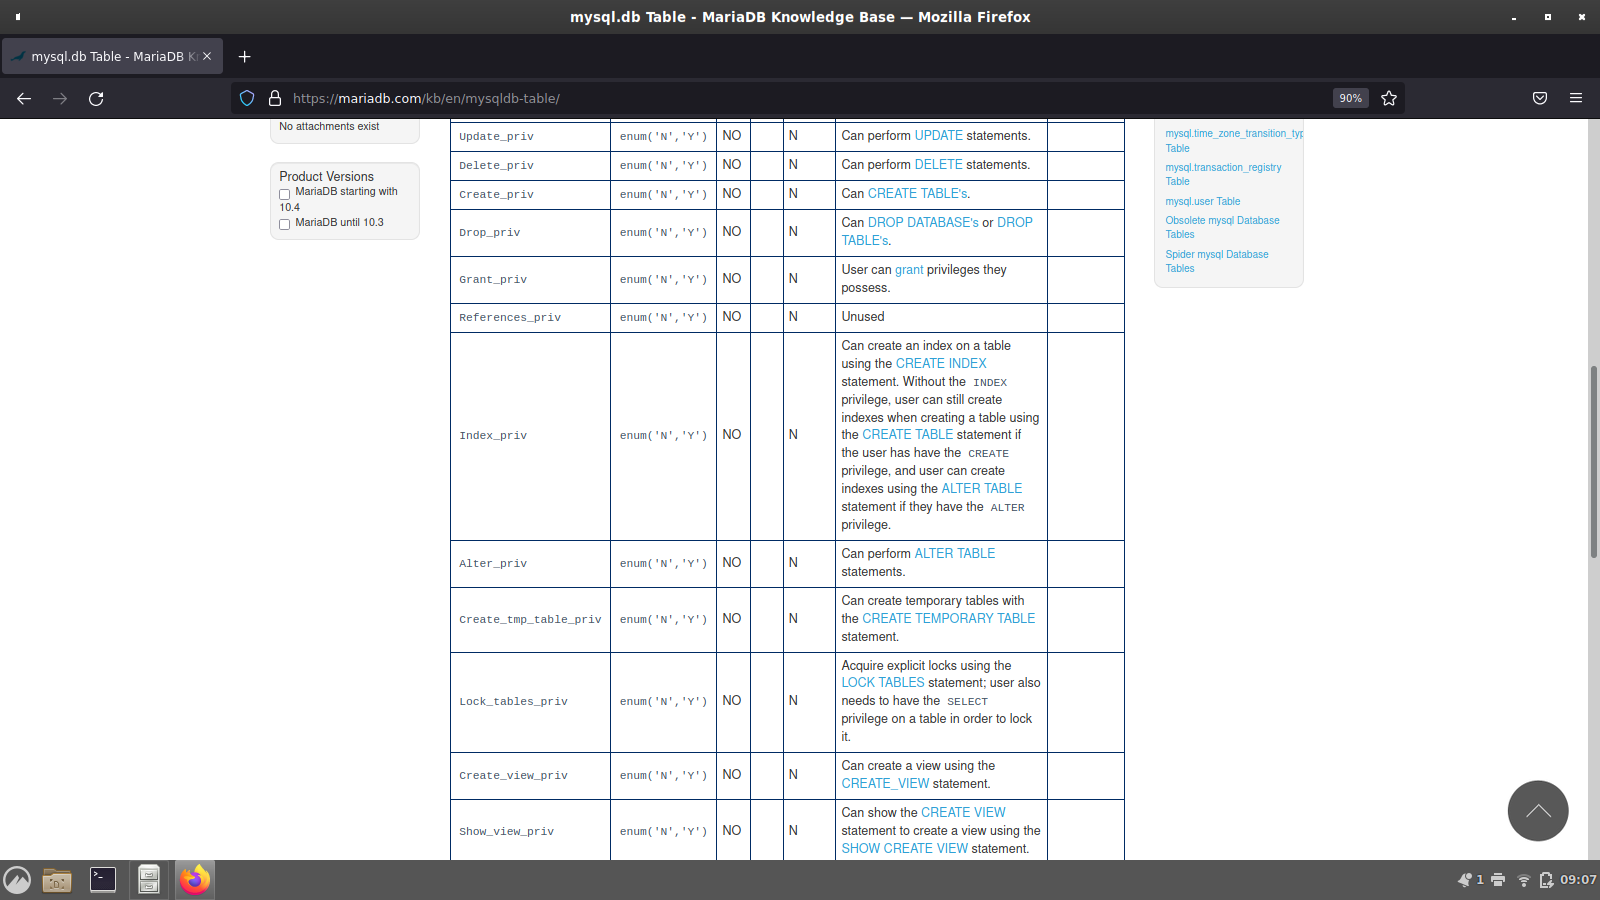 mysql.db Table - MariaDB Knowledge Base — Mozilla Firefox
mysql.db Table - MariaDB K
https://mariadb.com/kb/en/mysqldb-table/
90%
No attachments exist
Product Versions
MariaDB starting with
10.4
MariaDB until 10.3
Update_priv enum('N','Y') NO N Can perform UPDATE statements.
Delete_priv enum('N','Y') NO N Can perform DELETE statements.
Create_priv enum('N','Y') NO N Can CREATE TABLE's.
Drop_priv enum('N','Y') NO N Can DROP DATABASE's or DROP
TABLE's.
Grant_priv enum('N','Y') NO N User can grant privileges they
possess.
References_priv enum('N','Y') NO N Unused
Index_priv enum('N','Y') NO N Can create an index on a table
using the CREATE INDEX
statement. Without the INDEX
privilege, user can still create
indexes when creating a table using
the CREATE TABLE statement if
the user has have the CREATE
privilege, and user can create
indexes using the ALTER TABLE
statement if they have the ALTER
privilege.
Alter_priv enum('N','Y') NO N Can perform ALTER TABLE
statements.
Create_tmp_table_priv enum('N','Y') NO N Can create temporary tables with
the CREATE TEMPORARY TABLE
statement.
Lock_tables_priv enum('N','Y') NO N Acquire explicit locks using the
LOCK TABLES statement; user also
needs to have the SELECT
privilege on a table in order to lock
it.
Create_view_priv enum('N','Y') NO N Can create a view using the
CREATE_VIEW statement.
Show_view_priv enum('N','Y') NO N Can show the CREATE VIEW
statement to create a view using the
SHOW CREATE VIEW statement.
mysql.time_zone_transition_typ
Table
mysql.transaction_registry
Table
mysql.user Table
Obsolete mysql Database
Tables
Spider mysql Database
Tables
1
09:07